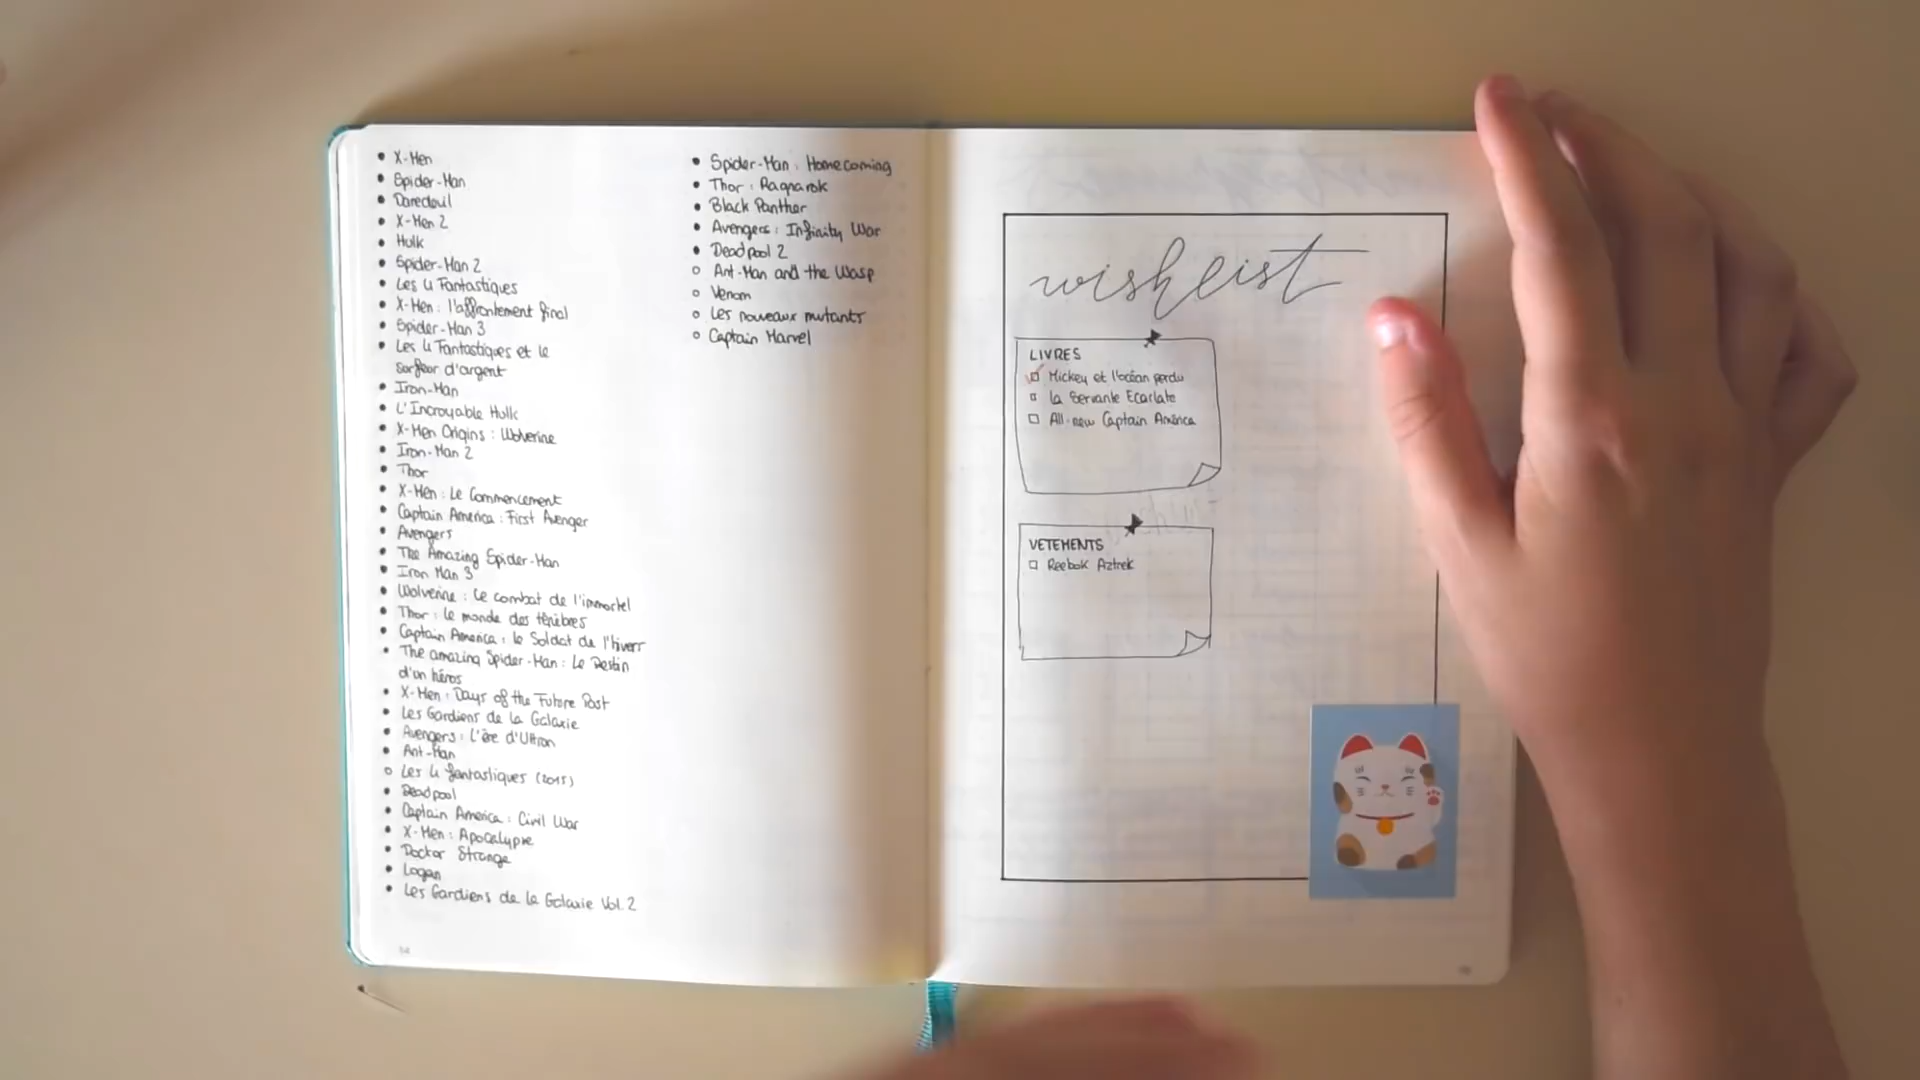 X-Men
Spider-Man
Daredevil
X-Men 2
Hulk
Spider-Man 2
Les 4 Fantastiques
X-Men : l'affrontement final
Spider-Man 3
Les 4 Fantastiques et le
surfeur d'argent
Iron-Man
L'Incroyable Hulk
X-Men Origins : Wolverine
Iron-Man 2
Thor
X-Men : Le Commencement
Captain America : First Avenger
Avengers
The Amazing Spider-Man
Iron Man 3
Wolverine : Le combat de l'immortel
Thor : le monde des ténèbres
Captain America : le Soldat de l'hiver
The amazing Spider-Man : Le Destin
d'un héros
X-Men : Days of the Future Past
Les Gardiens de la Galaxie
Avengers : L'ère d'Ultron
Ant-Man
Les 4 fantastiques (2015)
Deadpool
Captain America : Civil War
X-Men : Apocalypse
Doctor Strange
Logan
Les Gardiens de la Galaxie Vol. 2
Spider-Man : Homecoming
Thor : Ragnarok
Black Panther
Avengers : Infinity War
Deadpool 2
Ant-Man and the Wasp
Venom
Les nouveaux mutants
Captain Marvel
wishlist
LIVRES
Mickey et l'océan perdu
la Servante Ecarlate
All-new Captain America
VETEMENTS
Reebok Aztrek